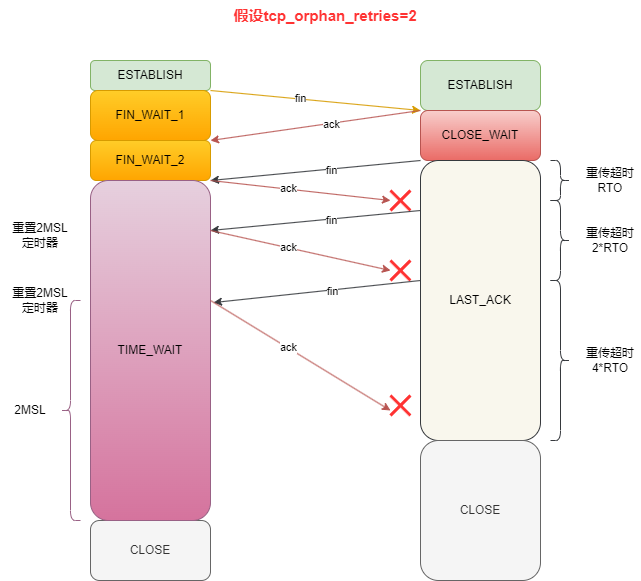 假设tcp_orphan_retries=2
ESTABLISH
ESTABLISH
fin
FIN_WAIT_1
ack
CLOSE_WAIT
FIN_WAIT_2
fin
重传超时
RTO
ack
fin
重置2MSL
定时器
重传超时
2*RTO
ack
fin
重置2MSL
定时器
LAST_ACK
TIME_WAIT
ack
重传超时
4*RTO
2MSL
CLOSE
CLOSE